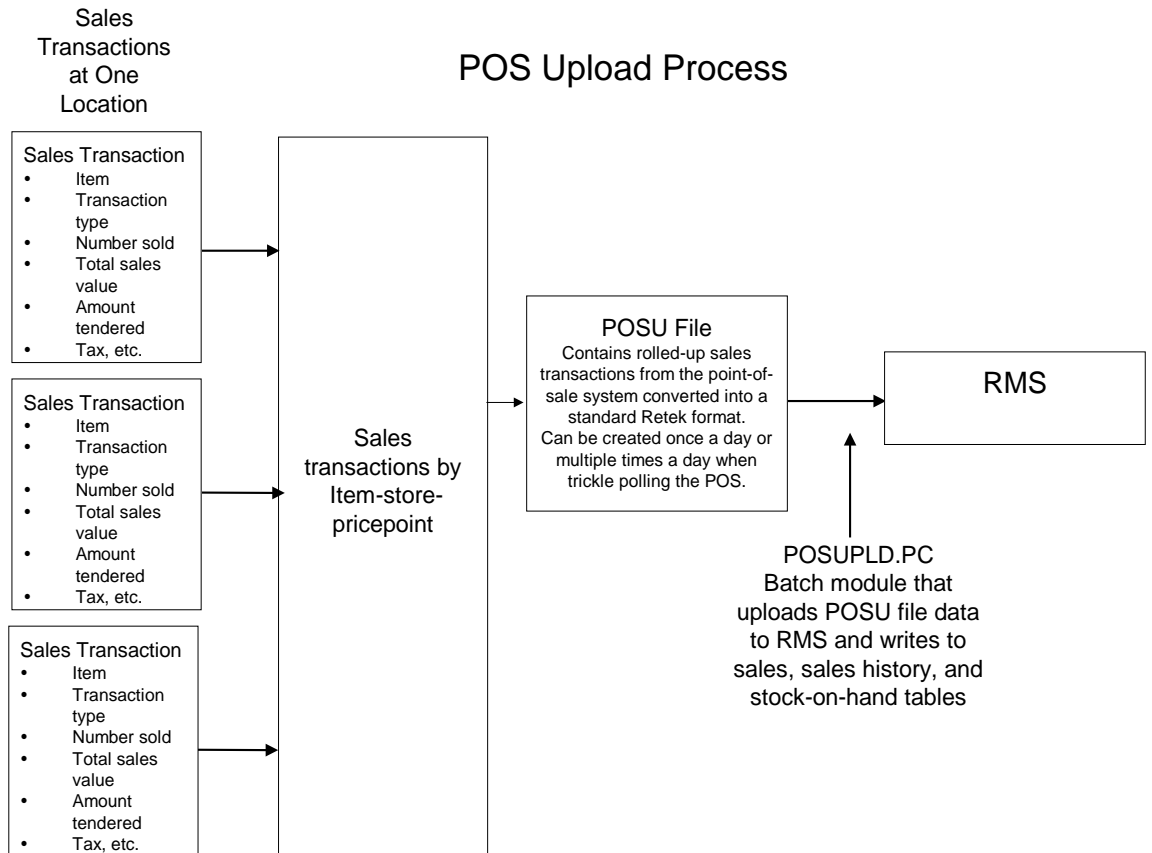 Sales
Transactions
at One
Location
POS Upload Process
Sales Transaction
• Item
• Transaction
type
• Number sold
• Total sales
value
• Amount
tendered
• Tax, etc.
Sales Transaction
• Item
• Transaction
type
• Number sold
• Total sales
value
• Amount
tendered
• Tax, etc.
Sales Transaction
• Item
• Transaction
type
• Number sold
• Total sales
value
• Amount
tendered
• Tax, etc.
Sales
transactions by
Item-store-
pricepoint
POSU File
Contains rolled-up sales
transactions from the point-of-
sale system converted into a
standard Retek format.
Can be created once a day or
multiple times a day when
trickle polling the POS.
RMS
POSUPLD.PC
Batch module that
uploads POSU file data
to RMS and writes to
sales, sales history, and
stock-on-hand tables